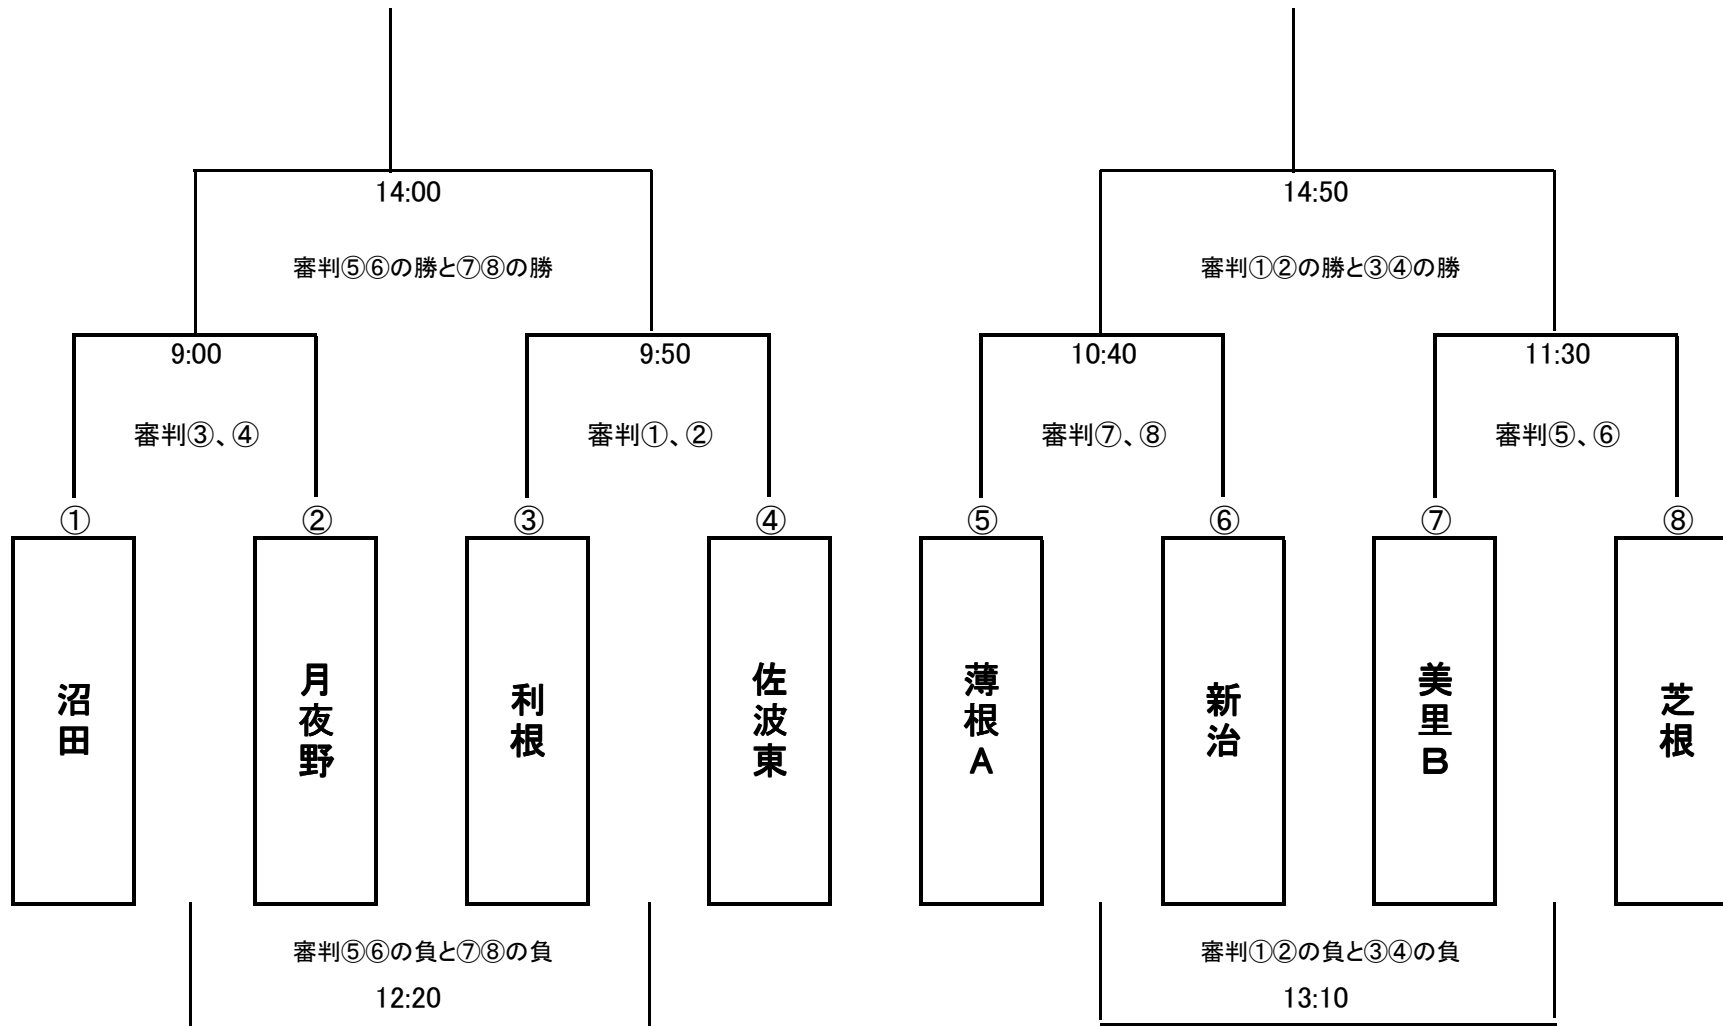 14:00
14:50
審判⑤⑥の勝と⑦⑧の勝
審判①②の勝と③④の勝
9:00
9:50
10:40
11:30
審判③、④
審判①、②
審判⑦、⑧
審判⑤、⑥
①
②
③
④
⑤
⑥
⑦
⑧
沼田
月夜野
利根
佐波東
薄根A
新治
美里B
芝根
審判⑤⑥の負と⑦⑧の負
審判①②の負と③④の負
12:20
13:10